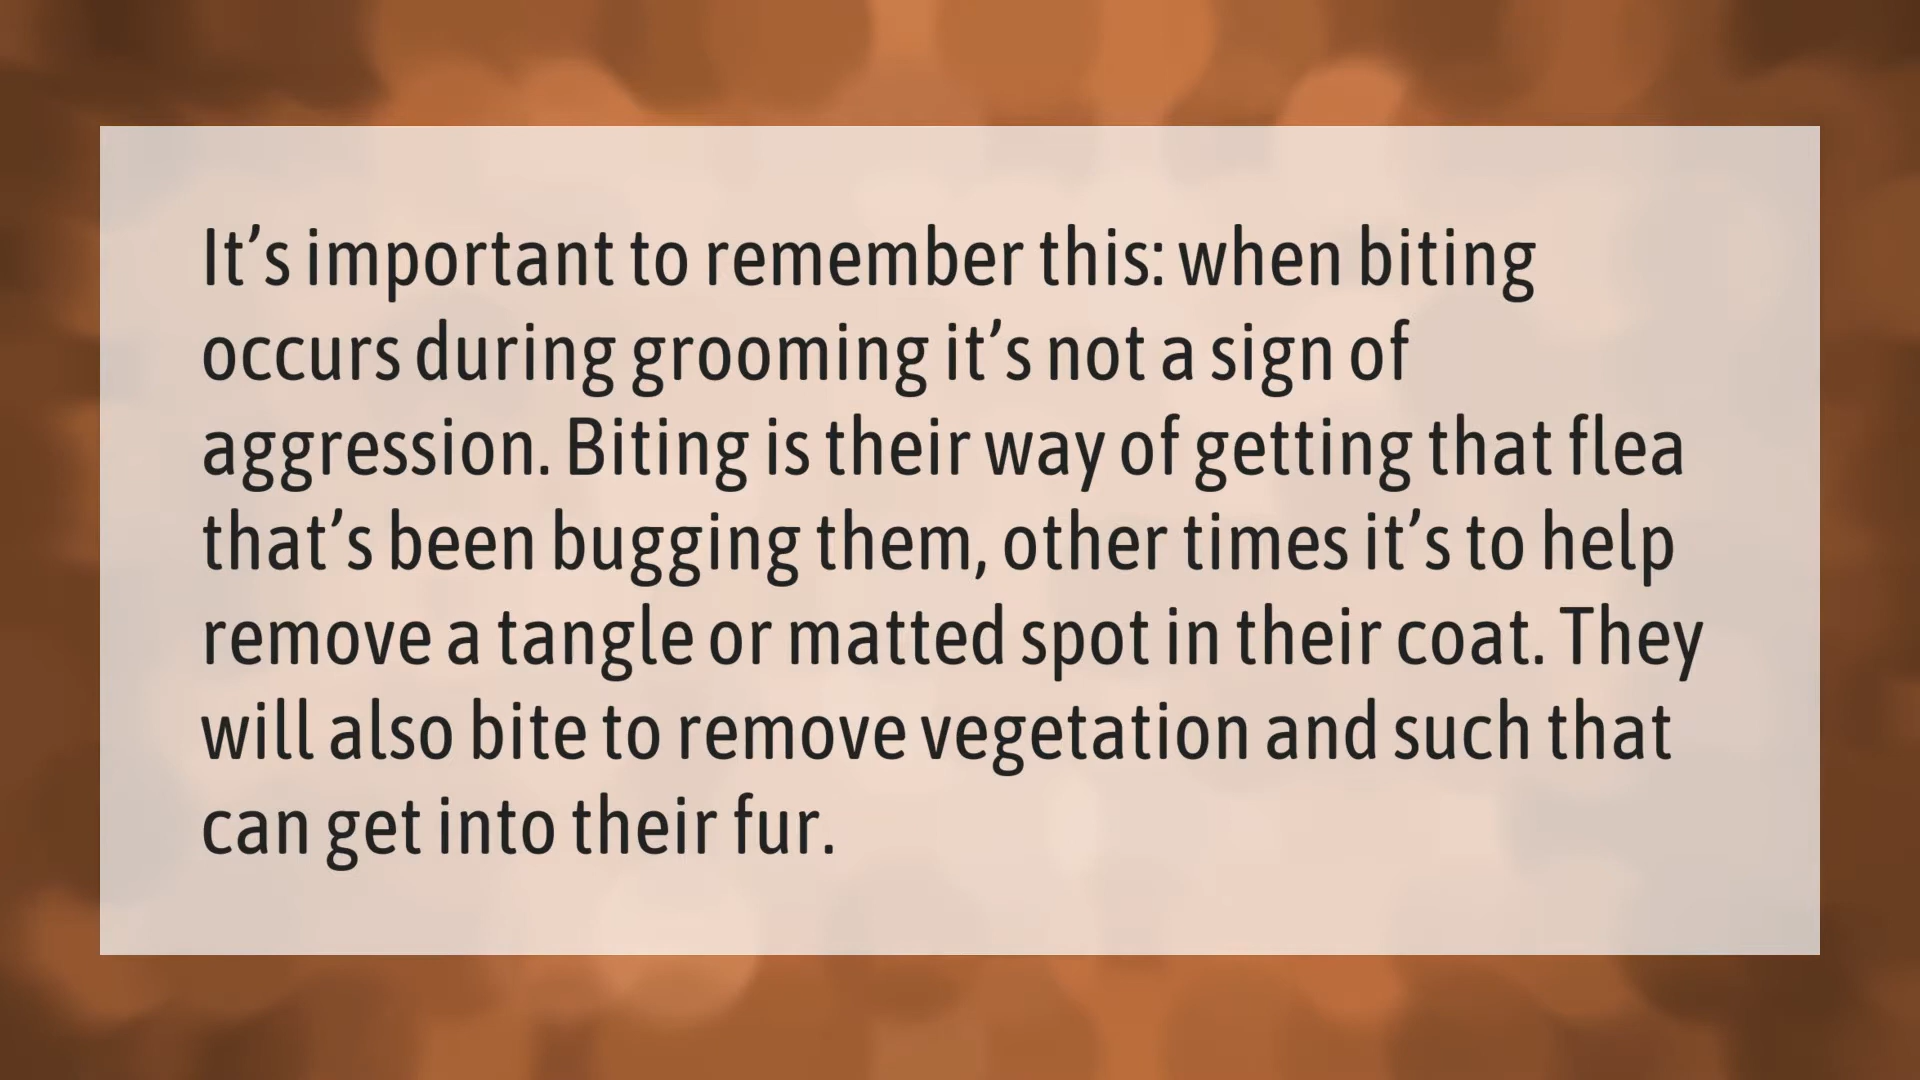 It’s important to remember this: when biting
occurs during grooming it’s not a sign of
aggression. Biting is their way of getting that flea
that’s been bugging them, other times it’s to help
remove a tangle or matted spot in their coat. They
will also bite to remove vegetation and such that
can get into their fur.